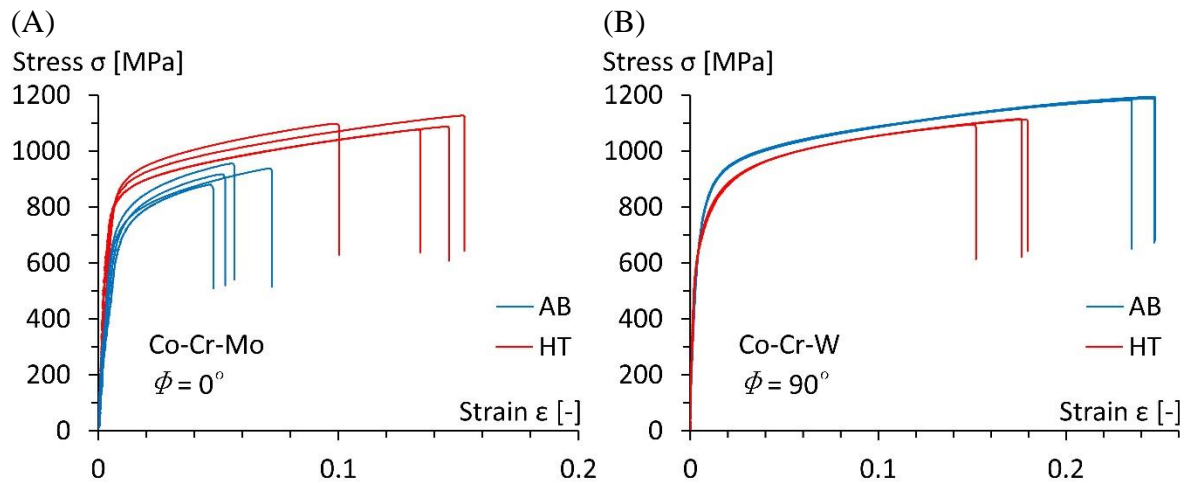 (A)
Stress σ [MPa]
1200
1000
800
600
400
200
0
0
0.1
0.2
AB
HT
Co-Cr-Mo
Φ = 0°
Strain ε [-]
(B)
Stress σ [MPa]
1200
1000
800
600
400
200
0
0
0.1
0.2
AB
HT
Co-Cr-W
Φ = 90°
Strain ε [-]